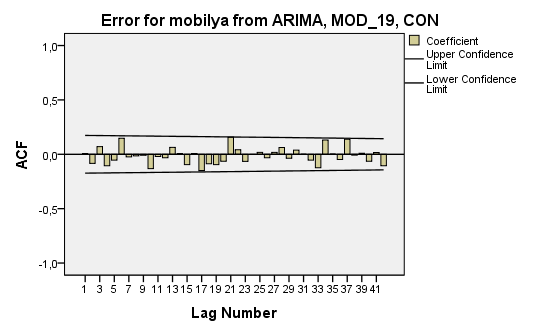 Error for mobilya from ARIMA, MOD_19, CON
Coefficient
Upper Confidence
Limit
Lower Confidence
Limit
ACF
1,0
0,5
0,0
-0,5
-1,0
1 3 5 7 9 11 13 15 17 19 21 23 25 27 29 31 33 35 37 39 41
Lag Number